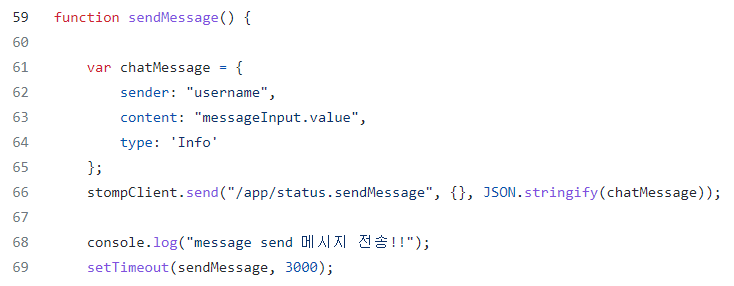 59 function sendMessage() {
60
61     var chatMessage = {
62         sender: "username",
63         content: "messageInput.value",
64         type: 'Info'
65     };
66     stompClient.send("/app/status.sendMessage", {}, JSON.stringify(chatMessage));
67
68     console.log("message send 메시지 전송!!");
69     setTimeout(sendMessage, 3000);